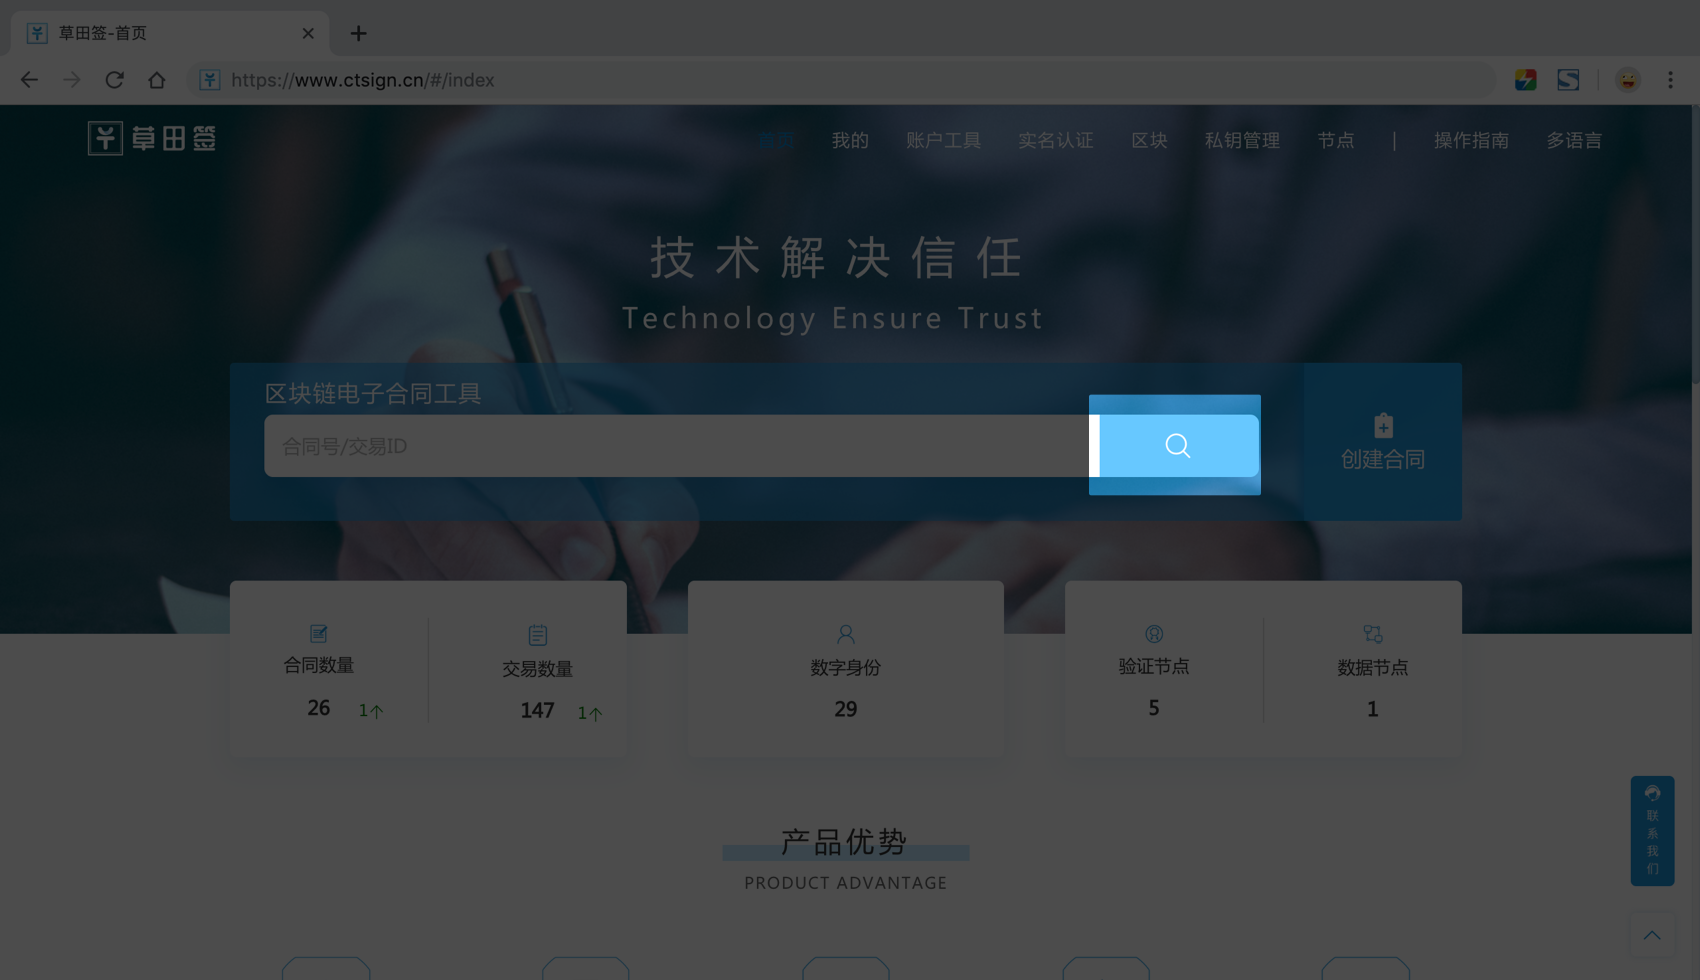 草田签-首页
https://www.ctsign.cn/#/index
草田签
首页 我的 账户工具 实名认证 区块 私钥管理 节点 | 操作指南 多语言
技术解决信任
Technology Ensure Trust
区块链电子合同工具
合同号/交易ID
创建合同
合同数量 交易数量 数字身份 验证节点 数据节点
26 1个 147 1个 29 5 1
产品优势
PRODUCT ADVANTAGE
联系我们